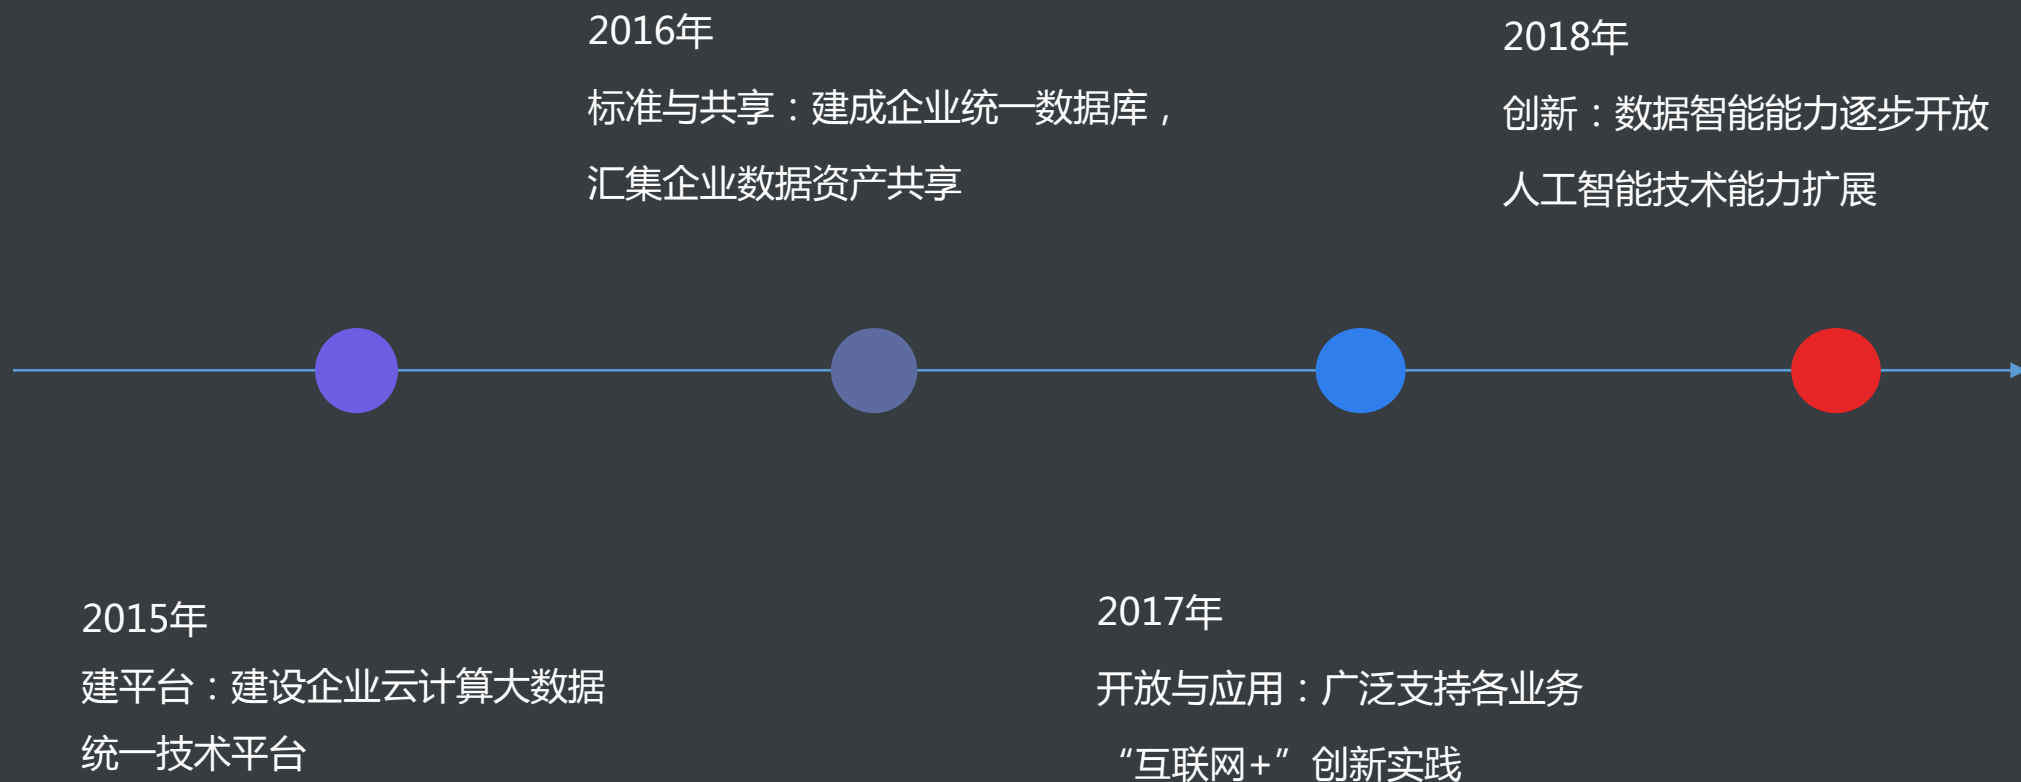 2016年
标准与共享：建成企业统一数据库，
汇集企业数据资产共享
2018年
创新：数据智能能力逐步开放
人工智能技术能力扩展
2015年
建平台：建设企业云计算大数据
统一技术平台
2017年
开放与应用：广泛支持各业务
“互联网+”创新实践